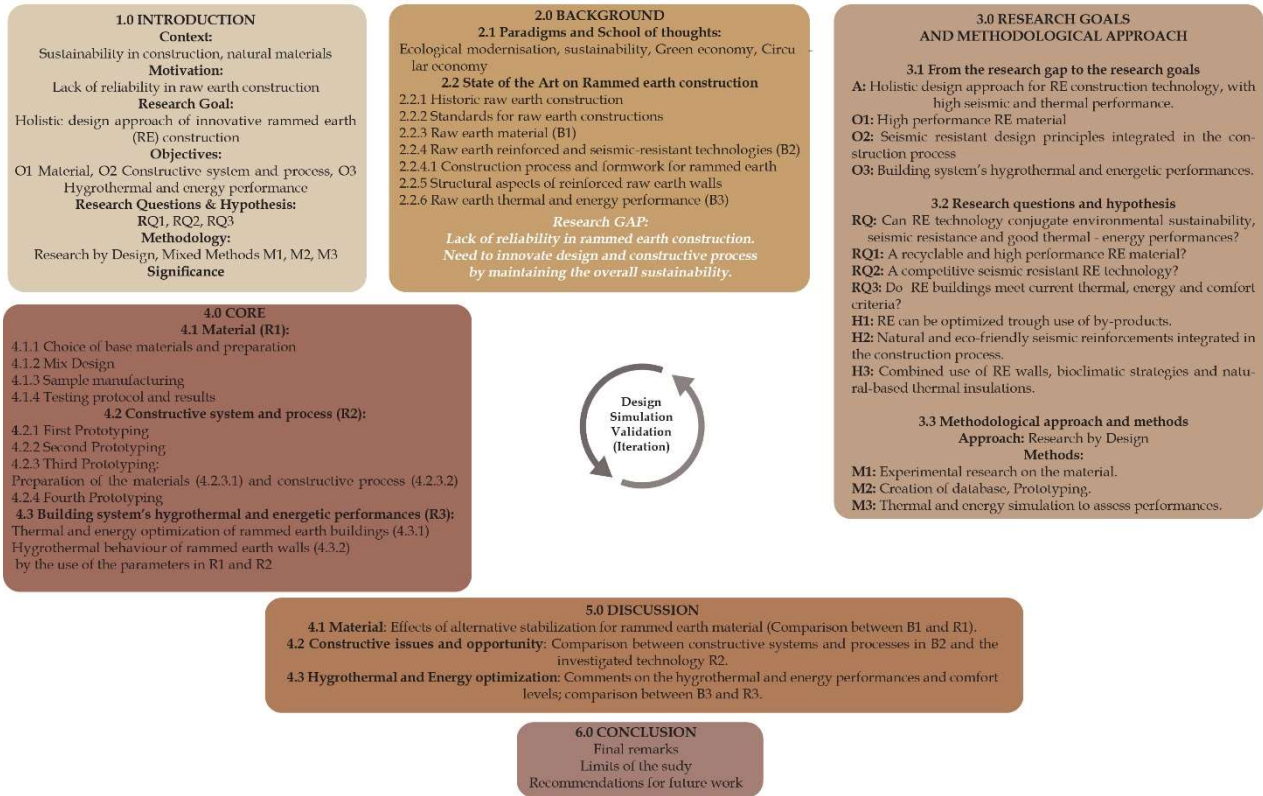 1.0 INTRODUCTION
Context:
Sustainability in construction, natural materials
Motivation:
Lack of reliability in raw earth construction
Research Goal:
Holistic design approach of innovative rammed earth
(RE) construction
Objectives:
O1 Material, O2 Constructive system and process, O3
Hygrothermal and energy performance
Research Questions & Hypothesis:
RQ1, RQ2, RQ3
Methodology:
Research by Design, Mixed Methods M1, M2, M3
Significance
2.0 BACKGROUND
2.1 Paradigms and School of thoughts:
Ecological modernisation, sustainability, Green economy, Circu -
lar economy
2.2 State of the Art on Rammed earth construction
2.2.1 Historic raw earth construction
2.2.2 Standards for raw earth constructions
2.2.3 Raw earth material (B1)
2.2.4 Raw earth reinforced and seismic-resistant technologies (B2)
2.2.4.1 Construction process and formwork for rammed earth
2.2.5 Structural aspects of reinforced raw earth walls
2.2.6 Raw earth thermal and energy performance (B3)
Research GAP:
Lack of reliability in rammed earth construction.
Need to innovate design and constructive process
by maintaining the overall sustainability.
3.0 RESEARCH GOALS
AND METHODOLOGICAL APPROACH
3.1 From the research gap to the research goals
A: Holistic design approach for RE construction technology, with
high seismic and thermal performance.
O1: High performance RE material
O2: Seismic resistant design principles integrated in the con-
struction process
O3: Building system's hygrothermal and energetic performances.
3.2 Research questions and hypothesis
RQ: Can RE technology conjugate environmental sustainability,
seismic resistance and good thermal - energy performances?
RQ1: A recyclable and high performance RE material?
RQ2: A competitive seismic resistant RE technology?
RQ3: Do RE buildings meet current thermal, energy and comfort
criteria?
H1: RE can be optimized trough use of by-products.
H2: Natural and eco-friendly seismic reinforcements integrated in
the construction process.
H3: Combined use of RE walls, bioclimatic strategies and natu-
ral-based thermal insulations.
3.3 Methodological approach and methods
Approach: Research by Design
Methods:
M1: Experimental research on the material.
M2: Creation of database, Prototyping.
M3: Thermal and energy simulation to assess performances.
4.0 CORE
4.1 Material (R1):
4.1.1 Choice of base materials and preparation
4.1.2 Mix Design
4.1.3 Sample manufacturing
4.1.4 Testing protocol and results
4.2 Constructive system and process (R2):
4.2.1 First Prototyping
4.2.2 Second Prototyping
4.2.3 Third Prototyping:
Preparation of the materials (4.2.3.1) and constructive process (4.2.3.2)
4.2.4 Fourth Prototyping
4.3 Building system's hygrothermal and energetic performances (R3):
Thermal and energy optimization of rammed earth buildings (4.3.1)
Hygrothermal behaviour of rammed earth walls (4.3.2)
by the use of the parameters in R1 and R2
Design
Simulation
Validation
(Iteration)
5.0 DISCUSSION
4.1 Material: Effects of alternative stabilization for rammed earth material (Comparison between B1 and R1).
4.2 Constructive issues and opportunity: Comparison between constructive systems and processes in B2 and the
investigated technology R2.
4.3 Hygrothermal and Energy optimization: Comments on the hygrothermal and energy performances and comfort
levels; comparison between B3 and R3.
6.0 CONCLUSION
Final remarks
Limits of the sudy
Recommendations for future work